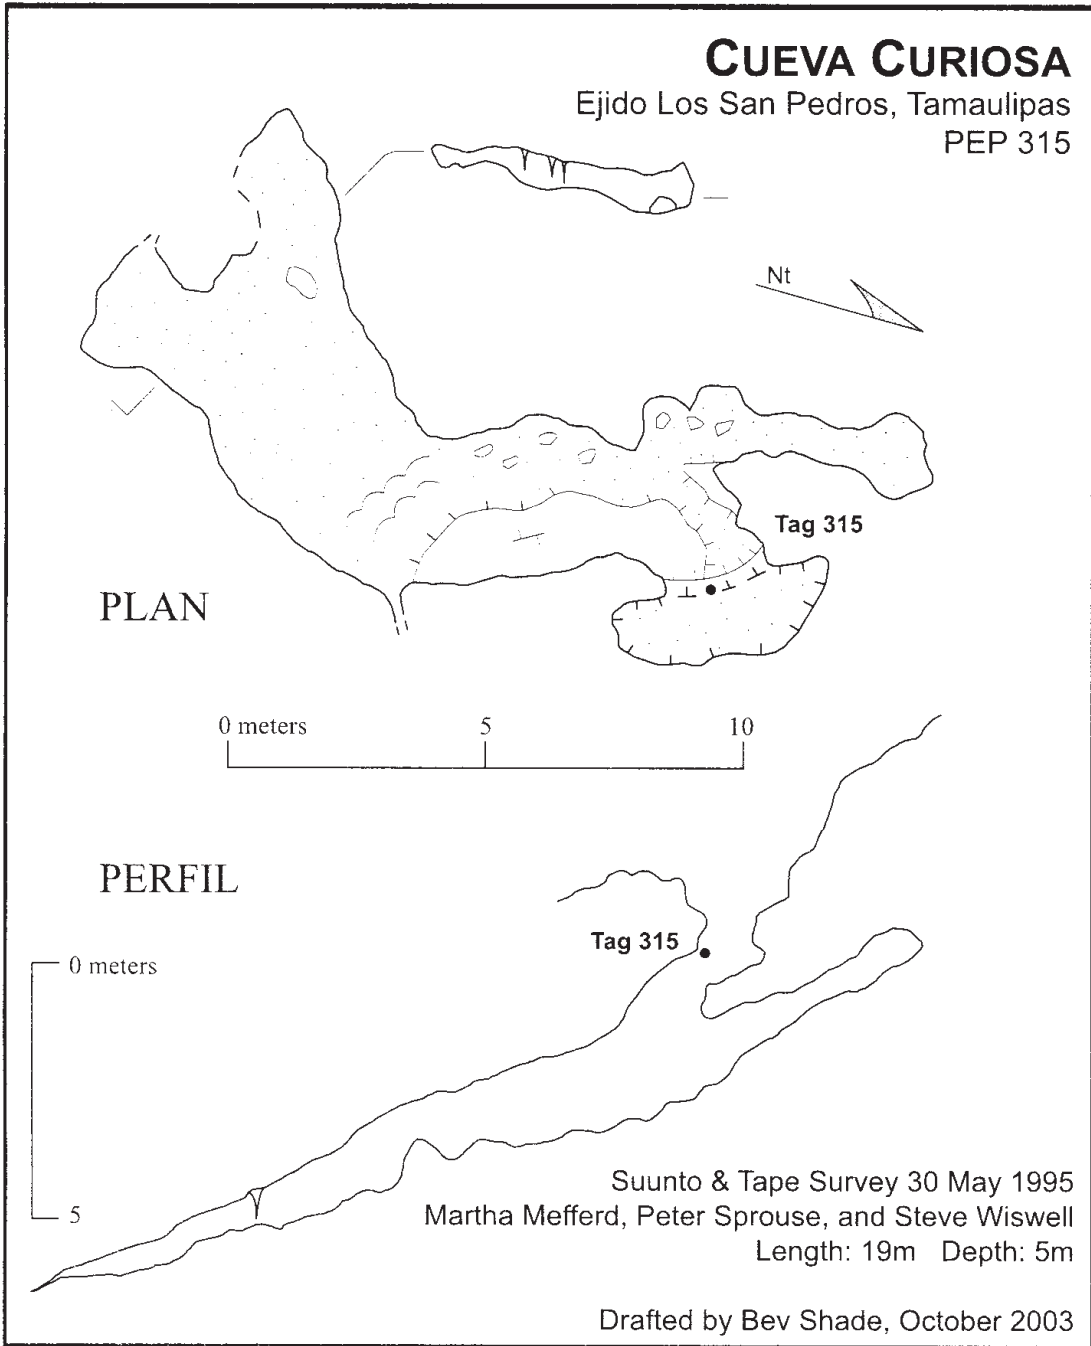 CUEVA CURIOSA
Ejido Los San Pedros, Tamaulipas
PEP 315
Nt
Tag 315
PLAN
0 meters 5 10
PERFIL
Tag 315
0 meters
5
Suunto & Tape Survey 30 May 1995
Martha Mefferd, Peter Sprouse, and Steve Wiswell
Length: 19m Depth: 5m
Drafted by Bev Shade, October 2003